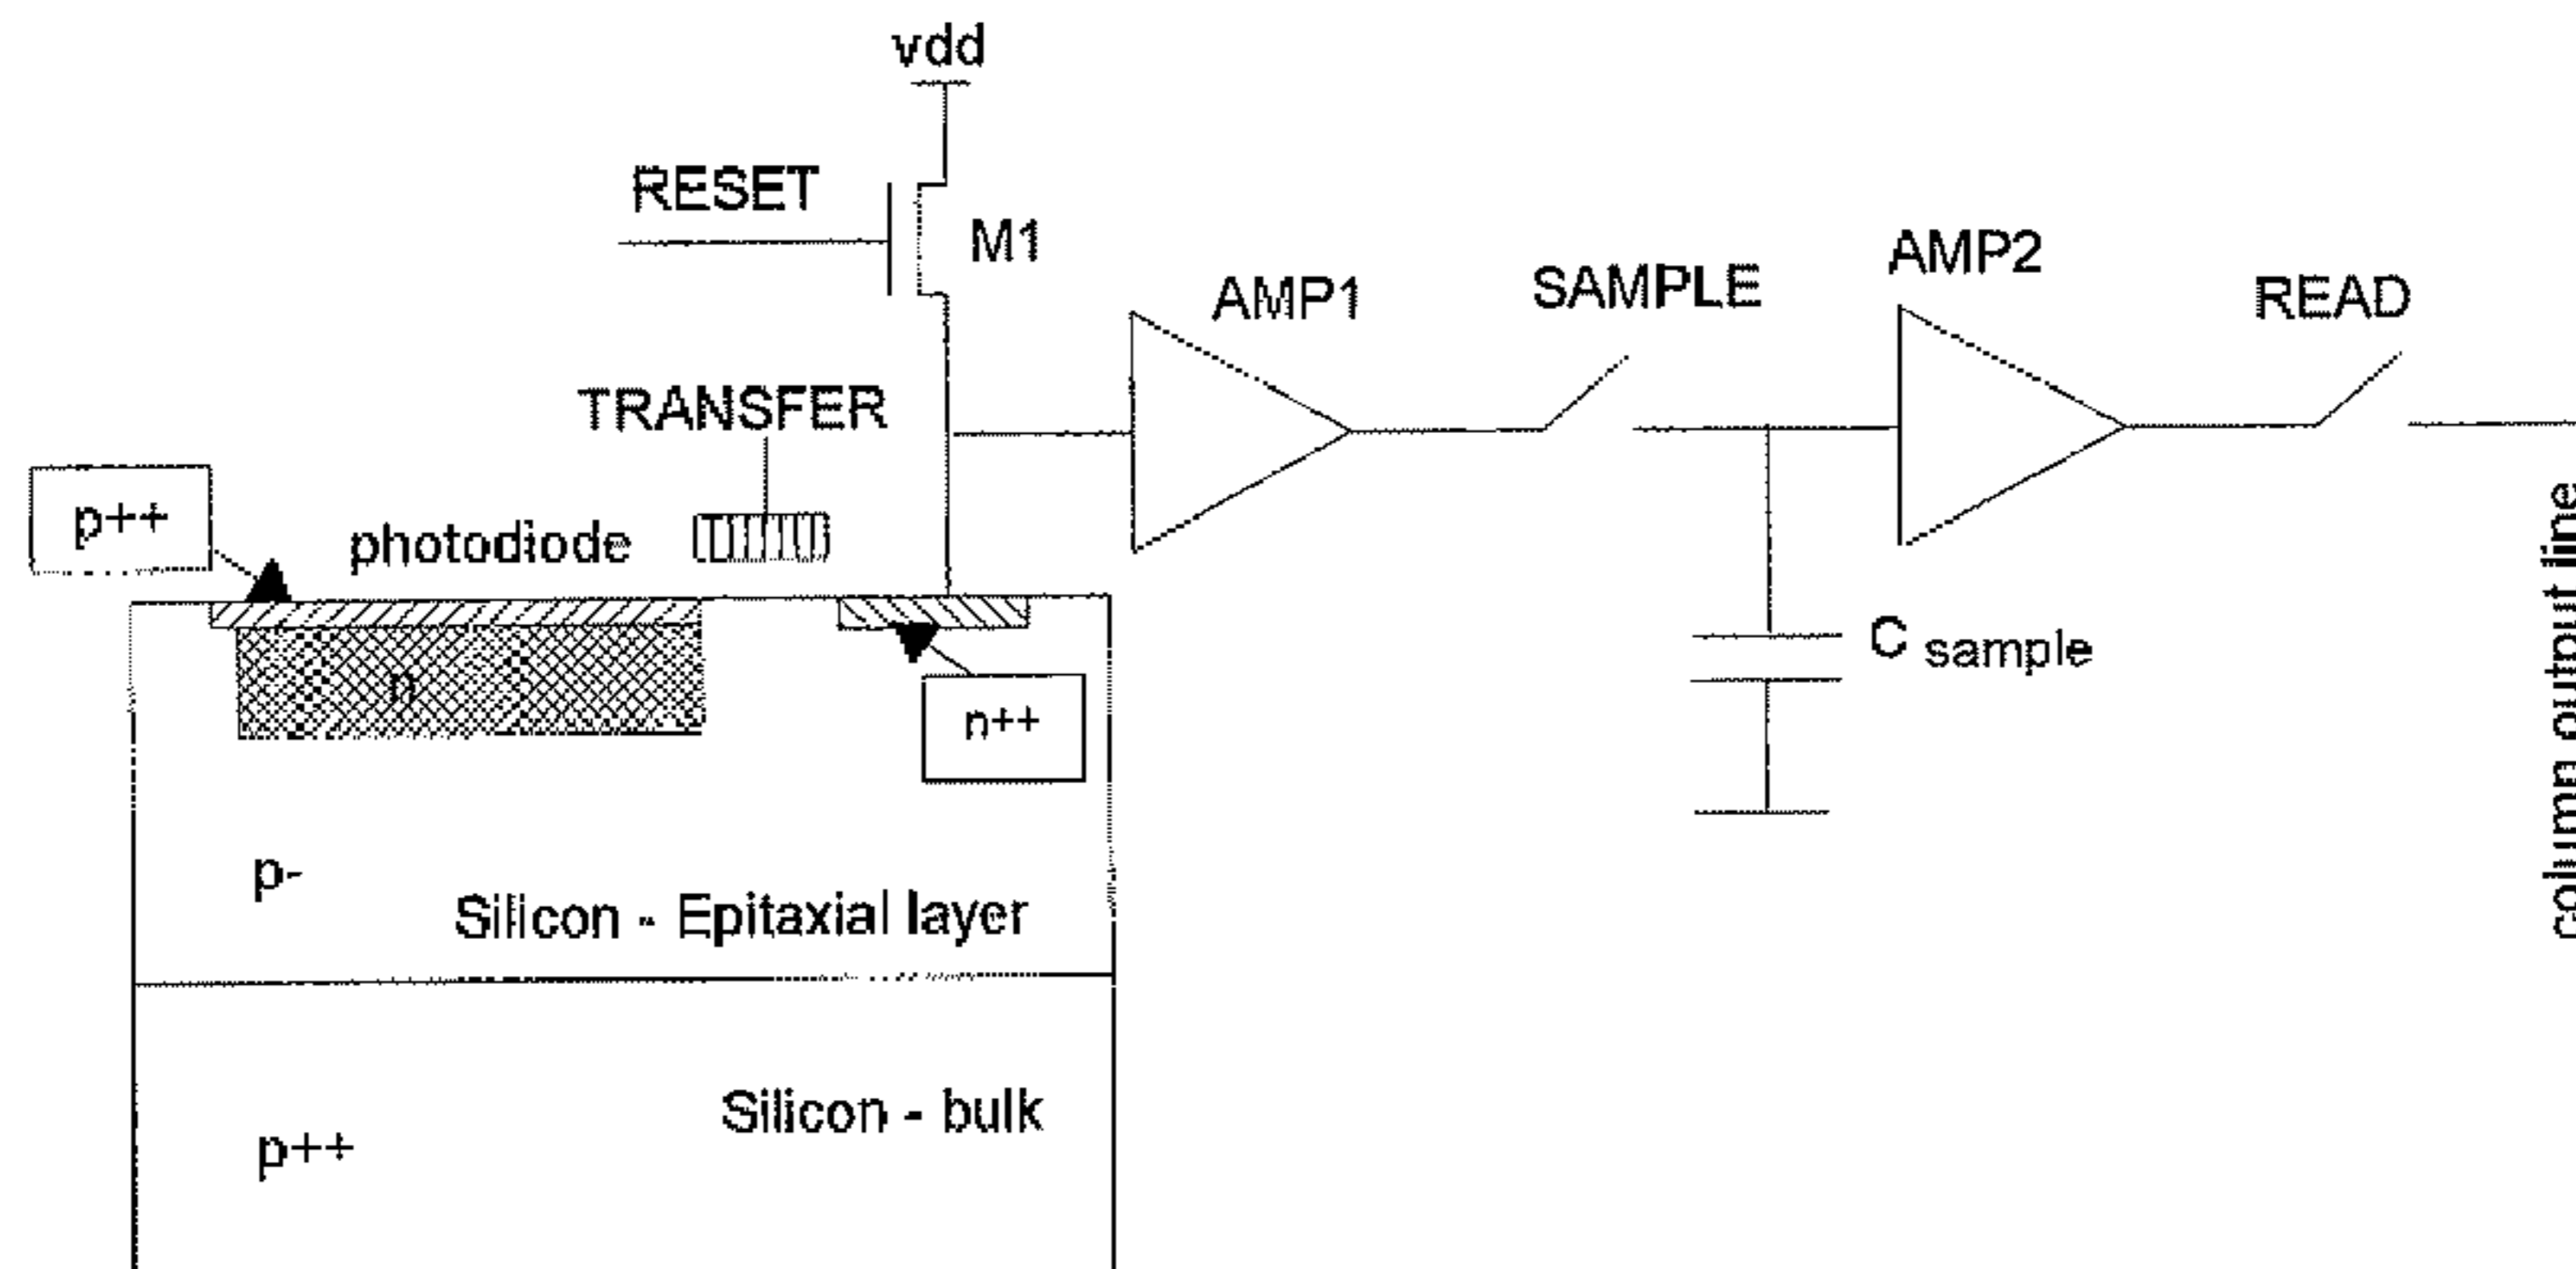 vdd
RESET
M1
AMP1
SAMPLE
AMP2
READ
TRANSFER
p++
photodiode
n
n++
C sample
column output line
p-
Silicon - Epitaxial layer
Silicon - bulk
p++